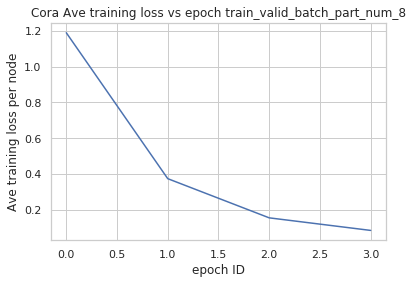 Cora Ave training loss vs epoch train_valid_batch_part_num_8
1.2
1.0
0.8
0.6
0.4
0.2
Ave training loss per node
0.0 0.5 1.0 1.5 2.0 2.5 3.0
epoch ID